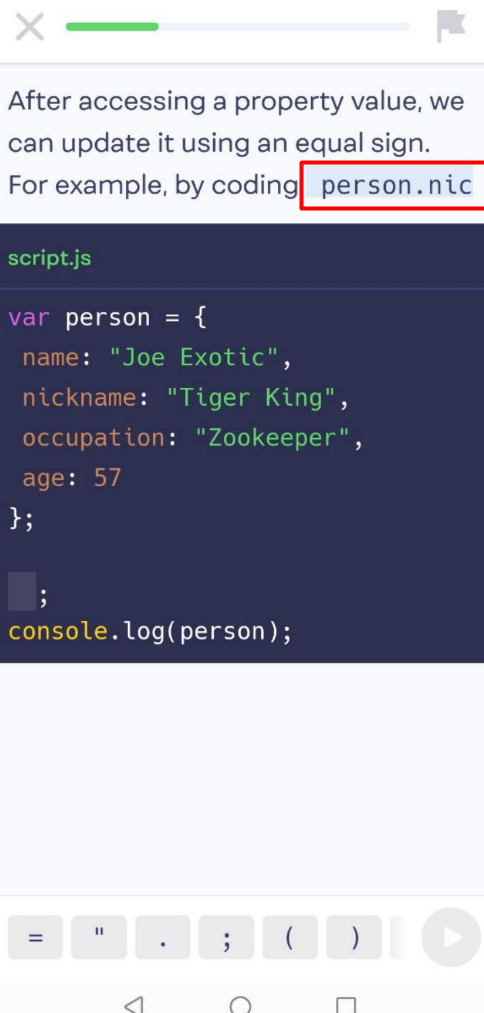 After accessing a property value, we
can update it using an equal sign.
For example, by coding person.nic
script.js
var person = {
name: "Joe Exotic",
nickname: "Tiger King",
occupation: "Zookeeper",
age: 57
};
;
console.log(person);
= " . ; ( )